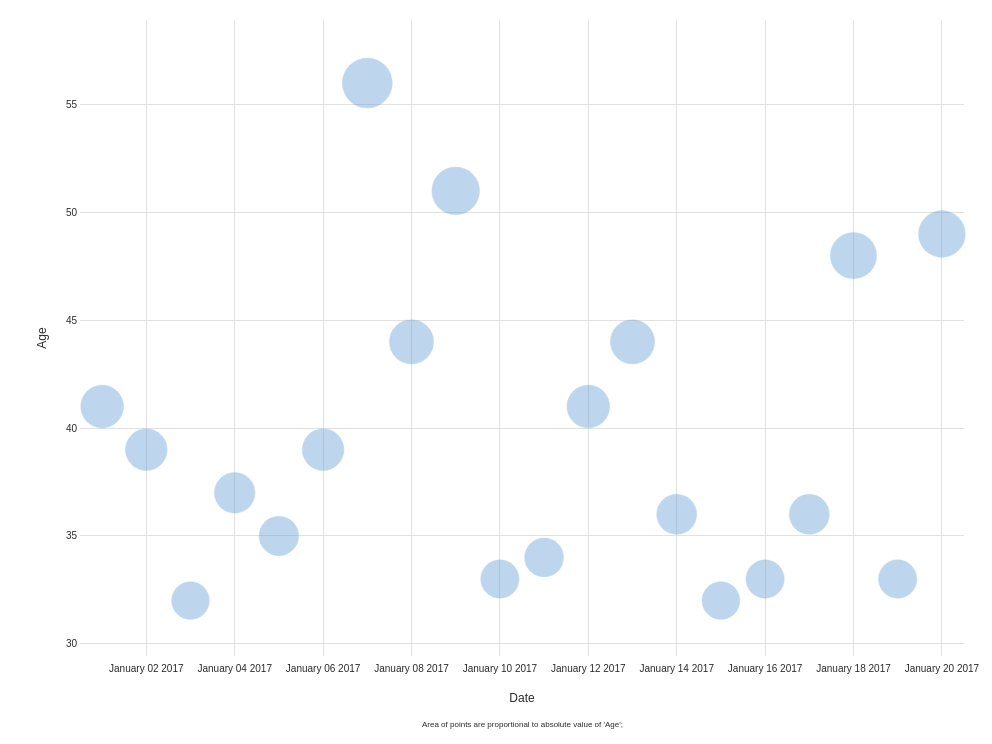 55
50
45
40
35
30
Age
January 02 2017
January 04 2017
January 06 2017
January 08 2017
January 10 2017
January 12 2017
January 14 2017
January 16 2017
January 18 2017
January 20 2017
Date
Area of points are proportional to absolute value of 'Age';